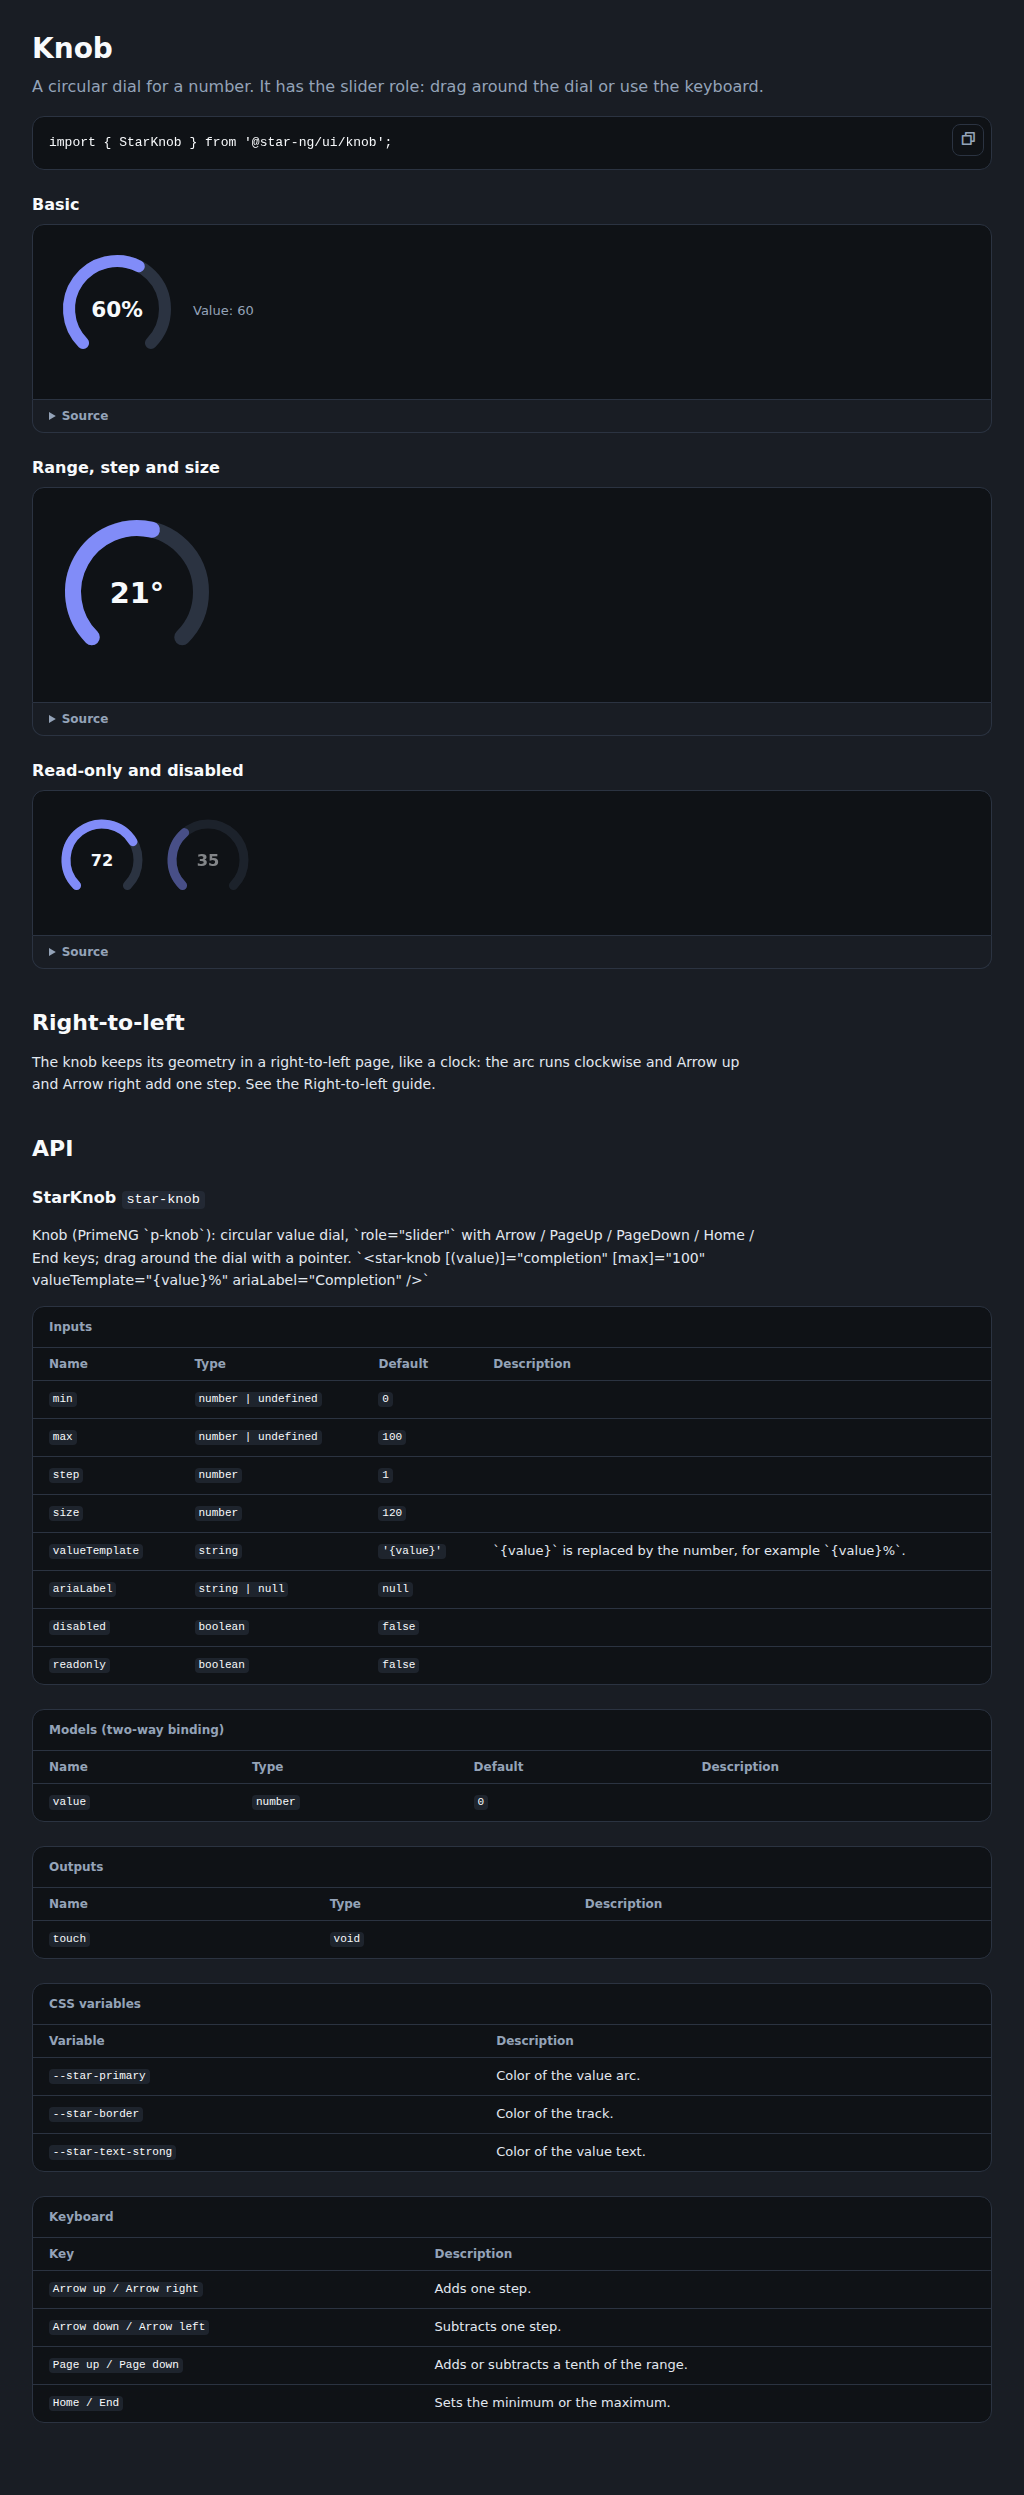 Knob
A circular dial for a number. It has the slider role: drag around the dial or use the keyboard.
import { StarKnob } from '@star-ng/ui/knob';
Basic
60%
Value: 60
Source
Range, step and size
21°
Source
Read-only and disabled
72
35
Source
Right-to-left
The knob keeps its geometry in a right-to-left page, like a clock: the arc runs clockwise and Arrow up
and Arrow right add one step. See the Right-to-left guide.
API
StarKnob star-knob
Knob (PrimeNG `p-knob`): circular value dial, `role="slider"` with Arrow / PageUp / PageDown / Home /
End keys; drag around the dial with a pointer. `<star-knob [(value)]="completion" [max]="100"
valueTemplate="{value}%" ariaLabel="Completion" />`
Inputs
Name Type Default Description
min number | undefined 0
max number | undefined 100
step number 1
size number 120
valueTemplate string '{value}' `{value}` is replaced by the number, for example `{value}%`.
ariaLabel string | null null
disabled boolean false
readonly boolean false
Models (two-way binding)
Name Type Default Description
value number 0
Outputs
Name Type Description
touch void
CSS variables
Variable Description
--star-primary Color of the value arc.
--star-border Color of the track.
--star-text-strong Color of the value text.
Keyboard
Key Description
Arrow up / Arrow right Adds one step.
Arrow down / Arrow left Subtracts one step.
Page up / Page down Adds or subtracts a tenth of the range.
Home / End Sets the minimum or the maximum.